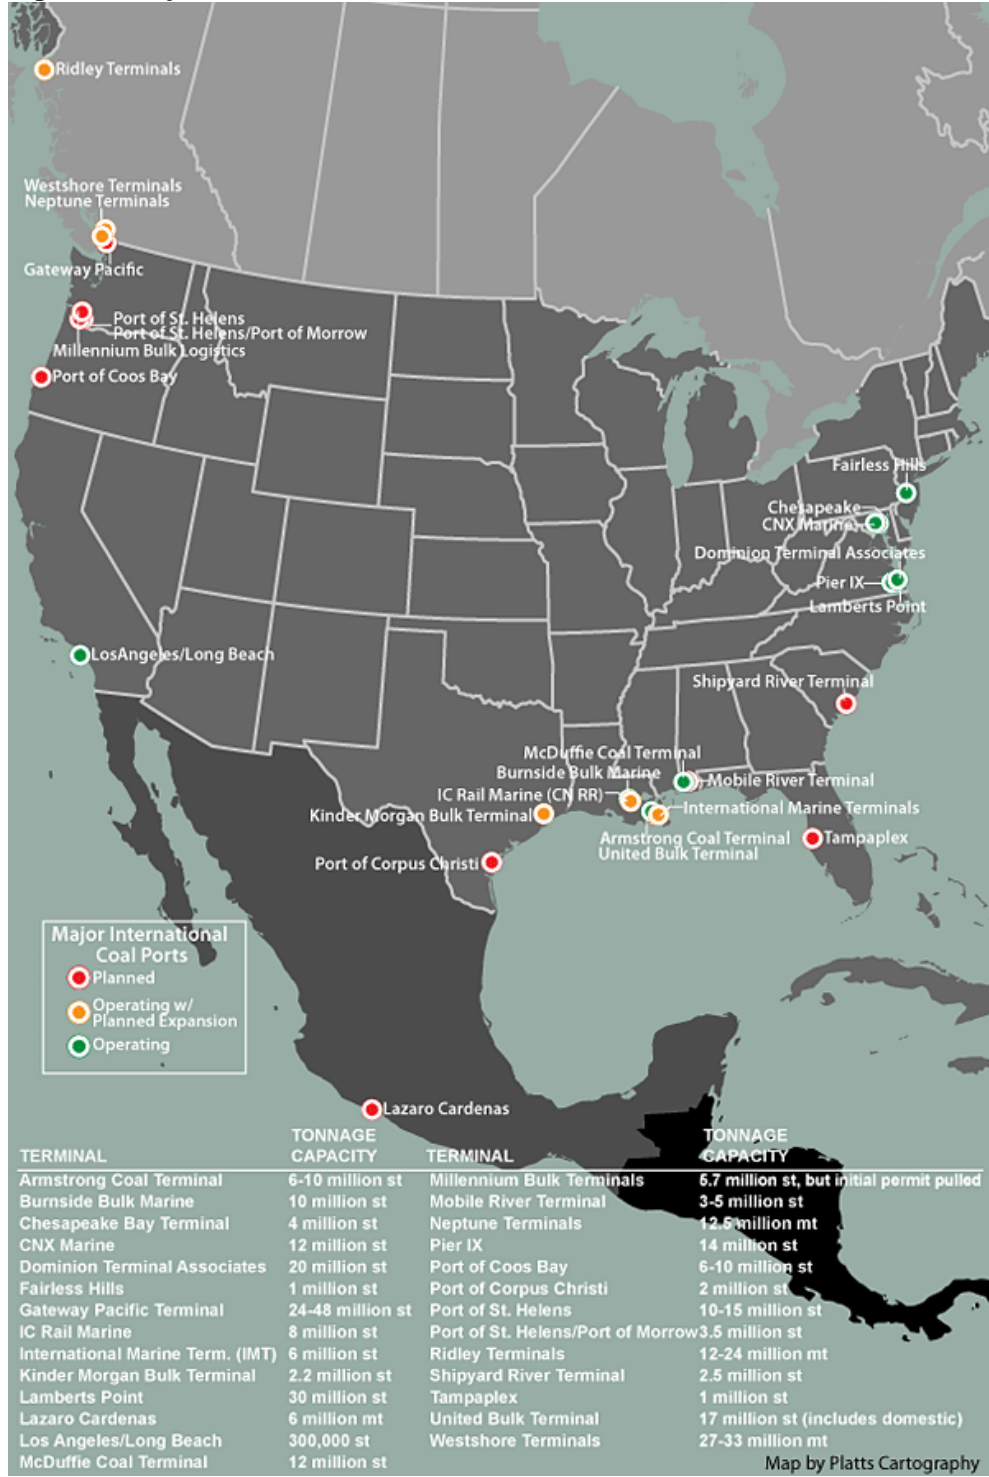 Ridley Terminals
Westshore Terminals
Neptune Terminals
Gateway Pacific
Port of St. Helens
Port of St. Helens/Port of Morrow
Millennium Bulk Logistics
Port of Coos Bay
Fairless Hills
Chesapeake
CNX Marine
Dominion Terminal Associates
Pier IX
Lamberts Point
LosAngeles/Long Beach
Shipyard River Terminal
McDuffie Coal Terminal
Burnside Bulk Marine
Mobile River Terminal
IC Rail Marine (CN RR)
International Marine Terminals
Kinder Morgan Bulk Terminal
Armstrong Coal Terminal
United Bulk Terminal
Tampaplex
Port of Corpus Christi
Major International
Coal Ports
Planned
Operating w/
Planned Expansion
Operating
Lazaro Cardenas
TERMINAL TONNAGE CAPACITY TERMINAL TONNAGE CAPACITY
Armstrong Coal Terminal 6-10 million st Millennium Bulk Terminals 5.7 million st, but initial permit pulled
Burnside Bulk Marine 10 million st Mobile River Terminal 3-5 million st
Chesapeake Bay Terminal 4 million st Neptune Terminals 12.5 million mt
CNX Marine 12 million st Pier IX 14 million st
Dominion Terminal Associates 20 million st Port of Coos Bay 6-10 million st
Fairless Hills 1 million st Port of Corpus Christi 2 million st
Gateway Pacific Terminal 24-48 million st Port of St. Helens 10-15 million st
IC Rail Marine 8 million st Port of St. Helens/Port of Morrow 3.5 million st
International Marine Term. (IMT) 6 million st Ridley Terminals 12-24 million mt
Kinder Morgan Bulk Terminal 2.2 million st Shipyard River Terminal 2.5 million st
Lamberts Point 30 million st Tampaplex 1 million st
Lazaro Cardenas 6 million mt United Bulk Terminal 17 million st (includes domestic)
Los Angeles/Long Beach 300,000 st Westshore Terminals 27-33 million mt
McDuffie Coal Terminal 12 million st
Map by Platts Cartography